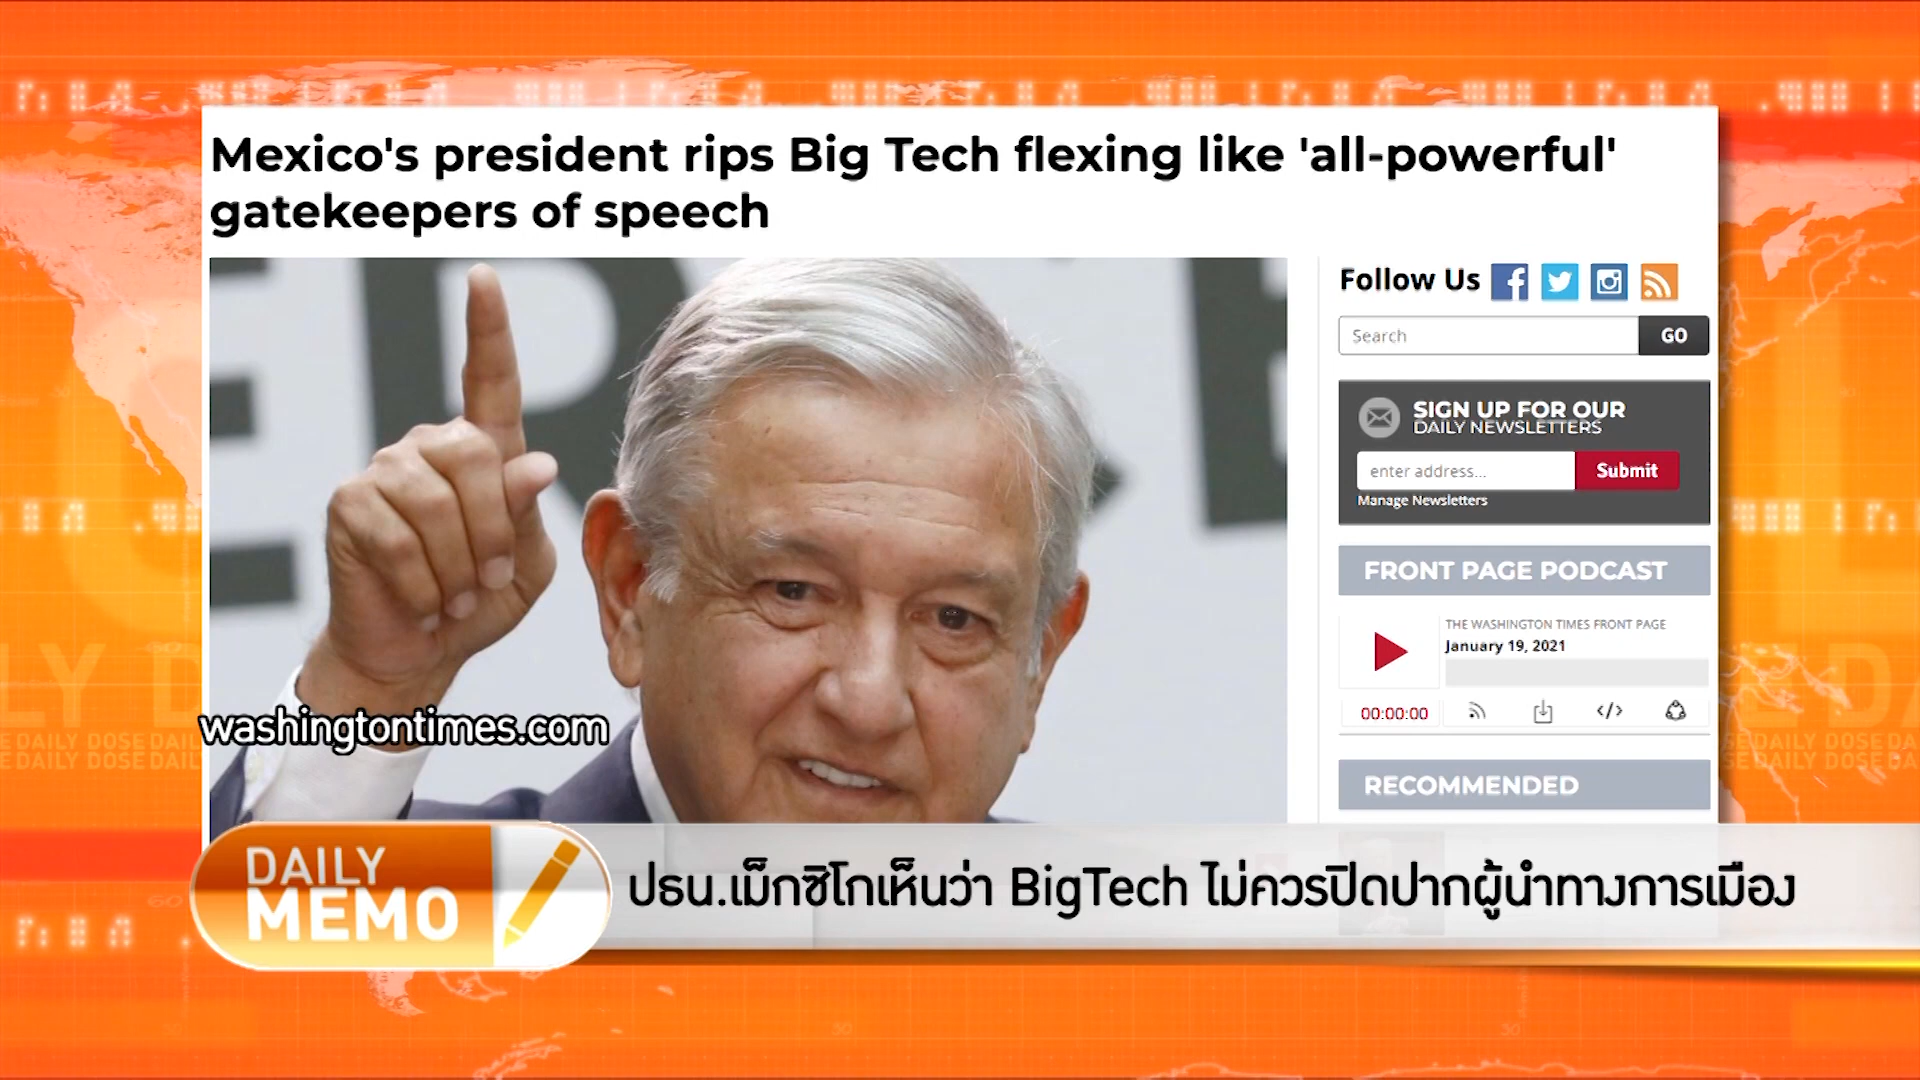 Mexico's president rips Big Tech flexing like 'all-powerful'
gatekeepers of speech
Follow Us
Search
GO
SIGN UP FOR OUR
DAILY NEWSLETTERS
enter address...
Submit
Manage Newsletters
FRONT PAGE PODCAST
THE WASHINGTON TIMES FRONT PAGE
January 19, 2021
00:00:00
RECOMMENDED
washingtontimes.com
DAILY
MEMO
ปธน.เม็กซิโกเห็นว่า BigTech ไม่ควรปิดปากผู้นำทางการเมือง